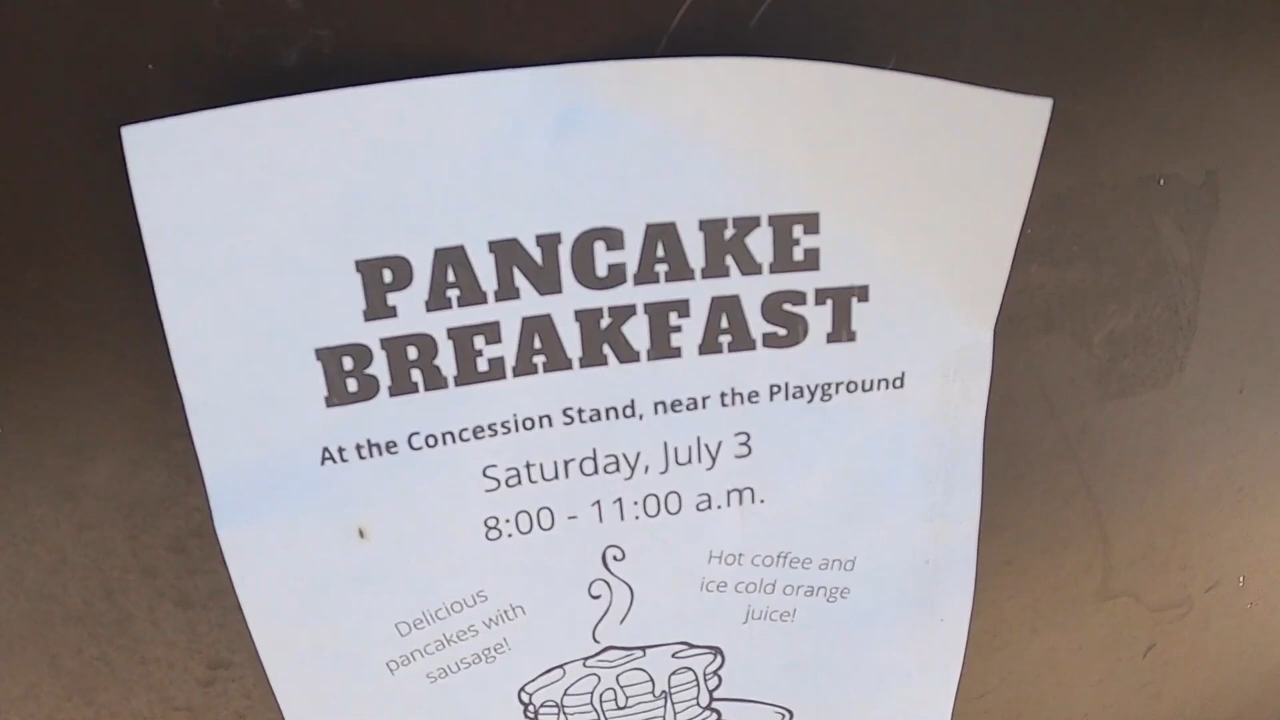 PANCAKE
BREAKFAST
At the Concession Stand, near the Playground
Saturday, July 3
8:00 - 11:00 a.m.
Hot coffee and
ice cold orange
juice!
Delicious
pancakes with
sausage!